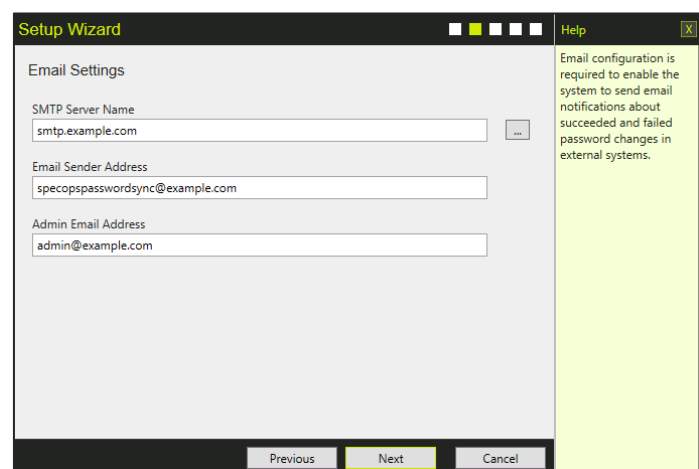 Setup Wizard
Help
X
Email Settings
SMTP Server Name
smtp.example.com
...
Email Sender Address
specopspasswordsync@example.com
Admin Email Address
admin@example.com
Previous
Next
Cancel
Email configuration is
required to enable the
system to send email
notifications about
succeeded and failed
password changes in
external systems.